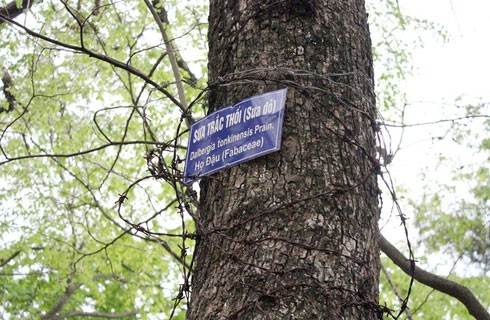 SƯA TRẮC THỐI (Sưa đỏ)
Dalbergia tonkinensis Prain.
Họ Đậu (Fabaceae)